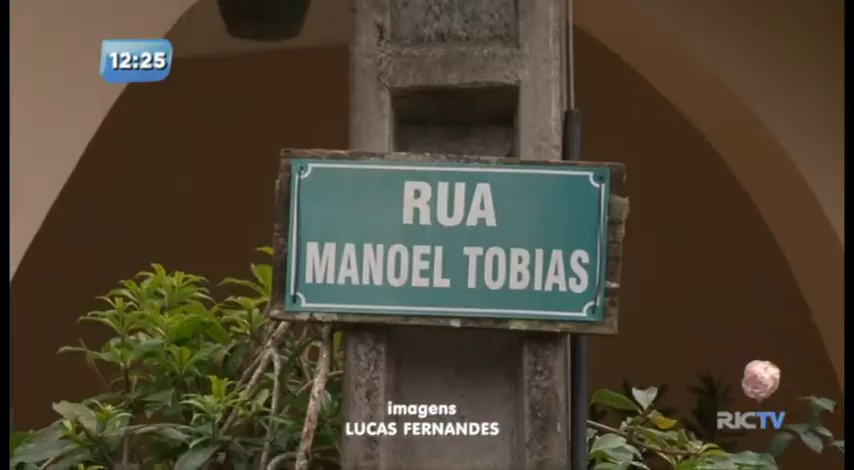 12:25
RUA
MANOEL TOBIAS
imagens
LUCAS FERNANDES
RICTV